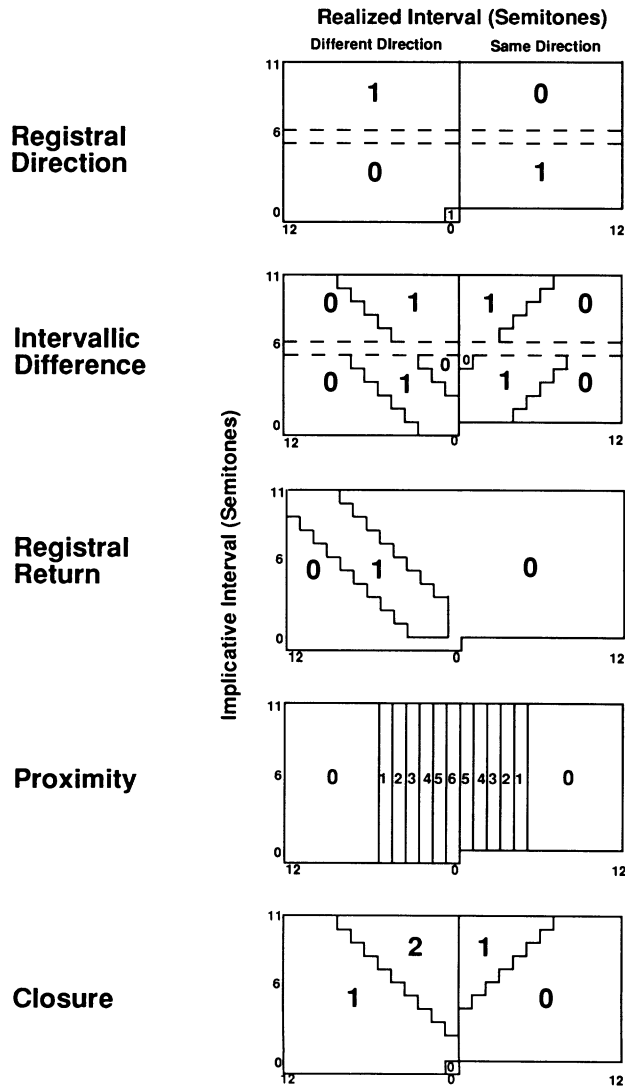 Realized Interval (Semitones)
Different DIrection Same Direction
11
1 0
Registral
Direction
6
0 1
0 1
12 0 12
11
0 1 1 0
Intervallic
Difference
6
0 0
0 1 1 0
0
12 0 12
Implicative Interval (Semitones)
11
Registral
Return
6
0 1 0
0
12 0 12
11
Proximity
6 0 1 2 3 4 5 6 5 4 3 2 1 0
0
12 0 12
11
2 1
6
Closure
1 0
0 0
12 12